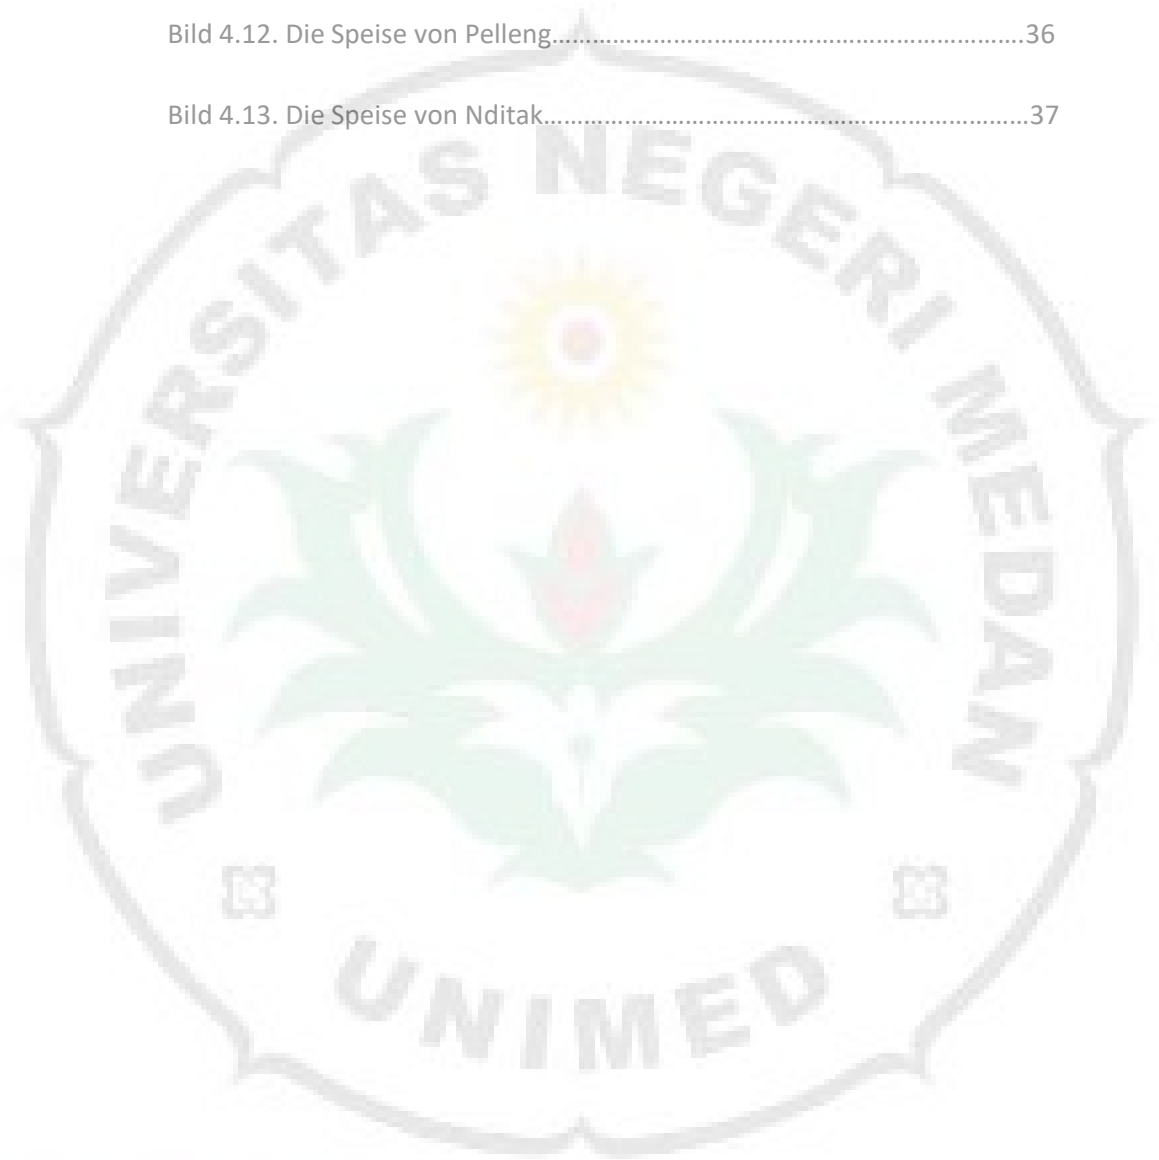 Bild 4.12. Die Speise von Pelleng……………………………………………………………36
Bild 4.13. Die Speise von Nditak………………………………………………………………37
UNIVERSITAS NEGERI MEDAN
UNIMED